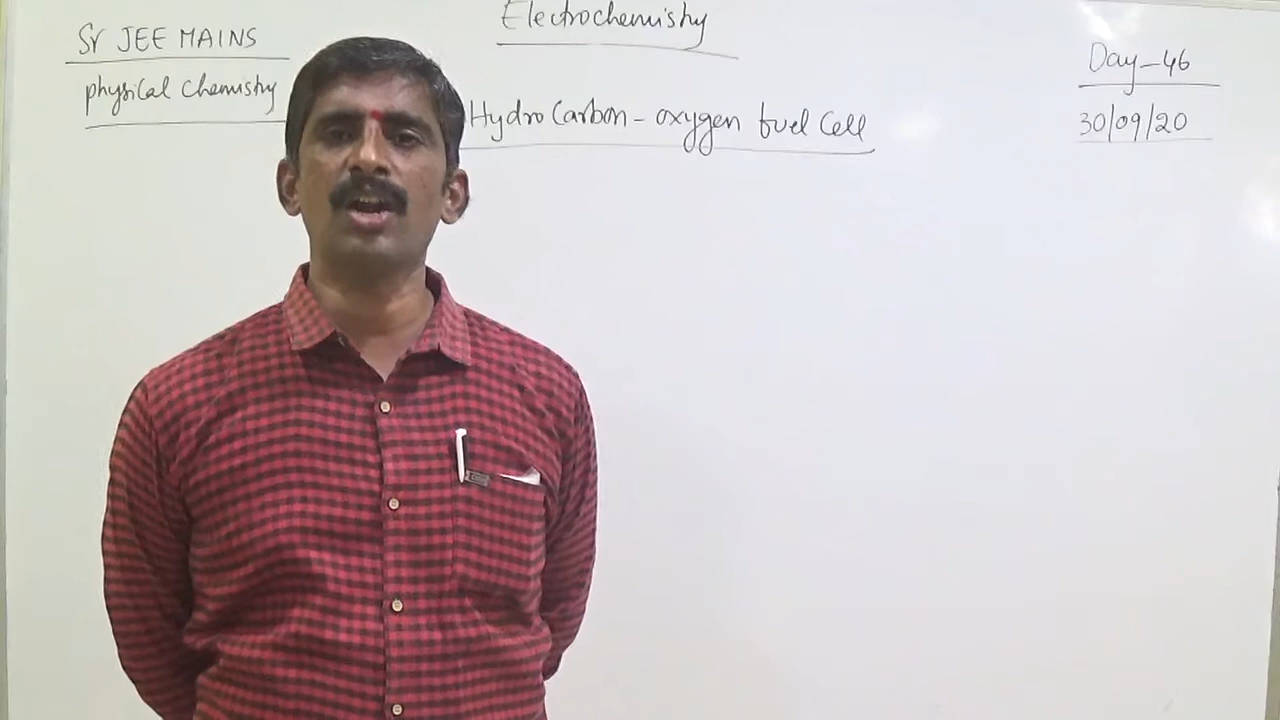 Electrochemistry
Sr JEE MAINS
Day-46
physical chemistry
Hydro Carbon - oxygen fuel cell
30/09/20